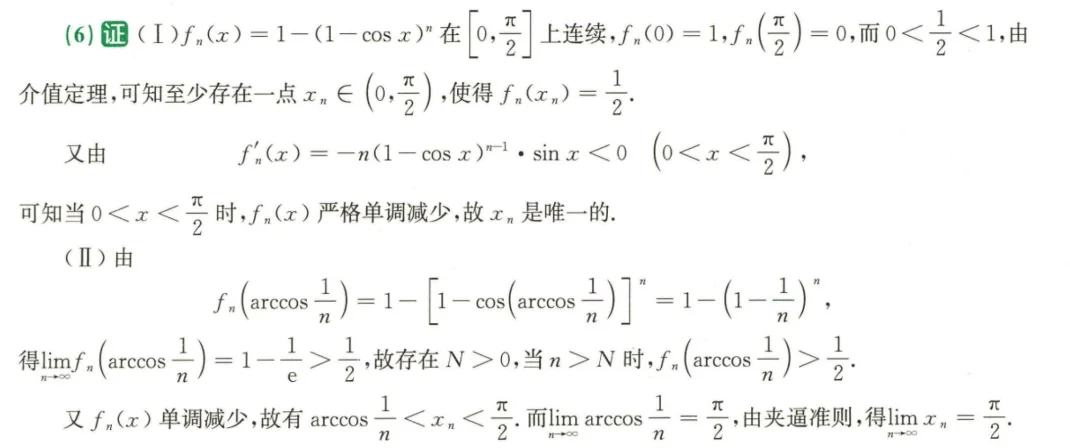 (6) 证 (Ⅰ) $f_n(x)=1-(1-\cos x)^n$ 在 $\left[0,\frac{\pi}{2}\right]$ 上连续, $f_n(0)=1, f_n\left(\frac{\pi}{2}\right)=0$, 而 $0<\frac{1}{2}<1$, 由
介值定理,可知至少存在一点 $x_n\in\left(0,\frac{\pi}{2}\right)$, 使得 $f_n(x_n)=\frac{1}{2}$.
又由 $f'_n(x)=-n(1-\cos x)^{n-1}\cdot\sin x<0\quad\left(0<x<\frac{\pi}{2}\right)$,
可知当 $0<x<\frac{\pi}{2}$ 时, $f_n(x)$ 严格单调减少,故 $x_n$ 是唯一的.
(Ⅱ) 由
$f_n\left(\arccos\frac{1}{n}\right)=1-\left[1-\cos\left(\arccos\frac{1}{n}\right)\right]^n=1-\left(1-\frac{1}{n}\right)^n$,
得 $\lim\limits_{n\to\infty}f_n\left(\arccos\frac{1}{n}\right)=1-\frac{1}{e}>\frac{1}{2}$, 故存在 $N>0$, 当 $n>N$ 时, $f_n\left(\arccos\frac{1}{n}\right)>\frac{1}{2}$.
又 $f_n(x)$ 单调减少,故有 $\arccos\frac{1}{n}<x_n<\frac{\pi}{2}$. 而 $\lim\limits_{n\to\infty}\arccos\frac{1}{n}=\frac{\pi}{2}$, 由夹逼准则,得 $\lim\limits_{n\to\infty}x_n=\frac{\pi}{2}$.